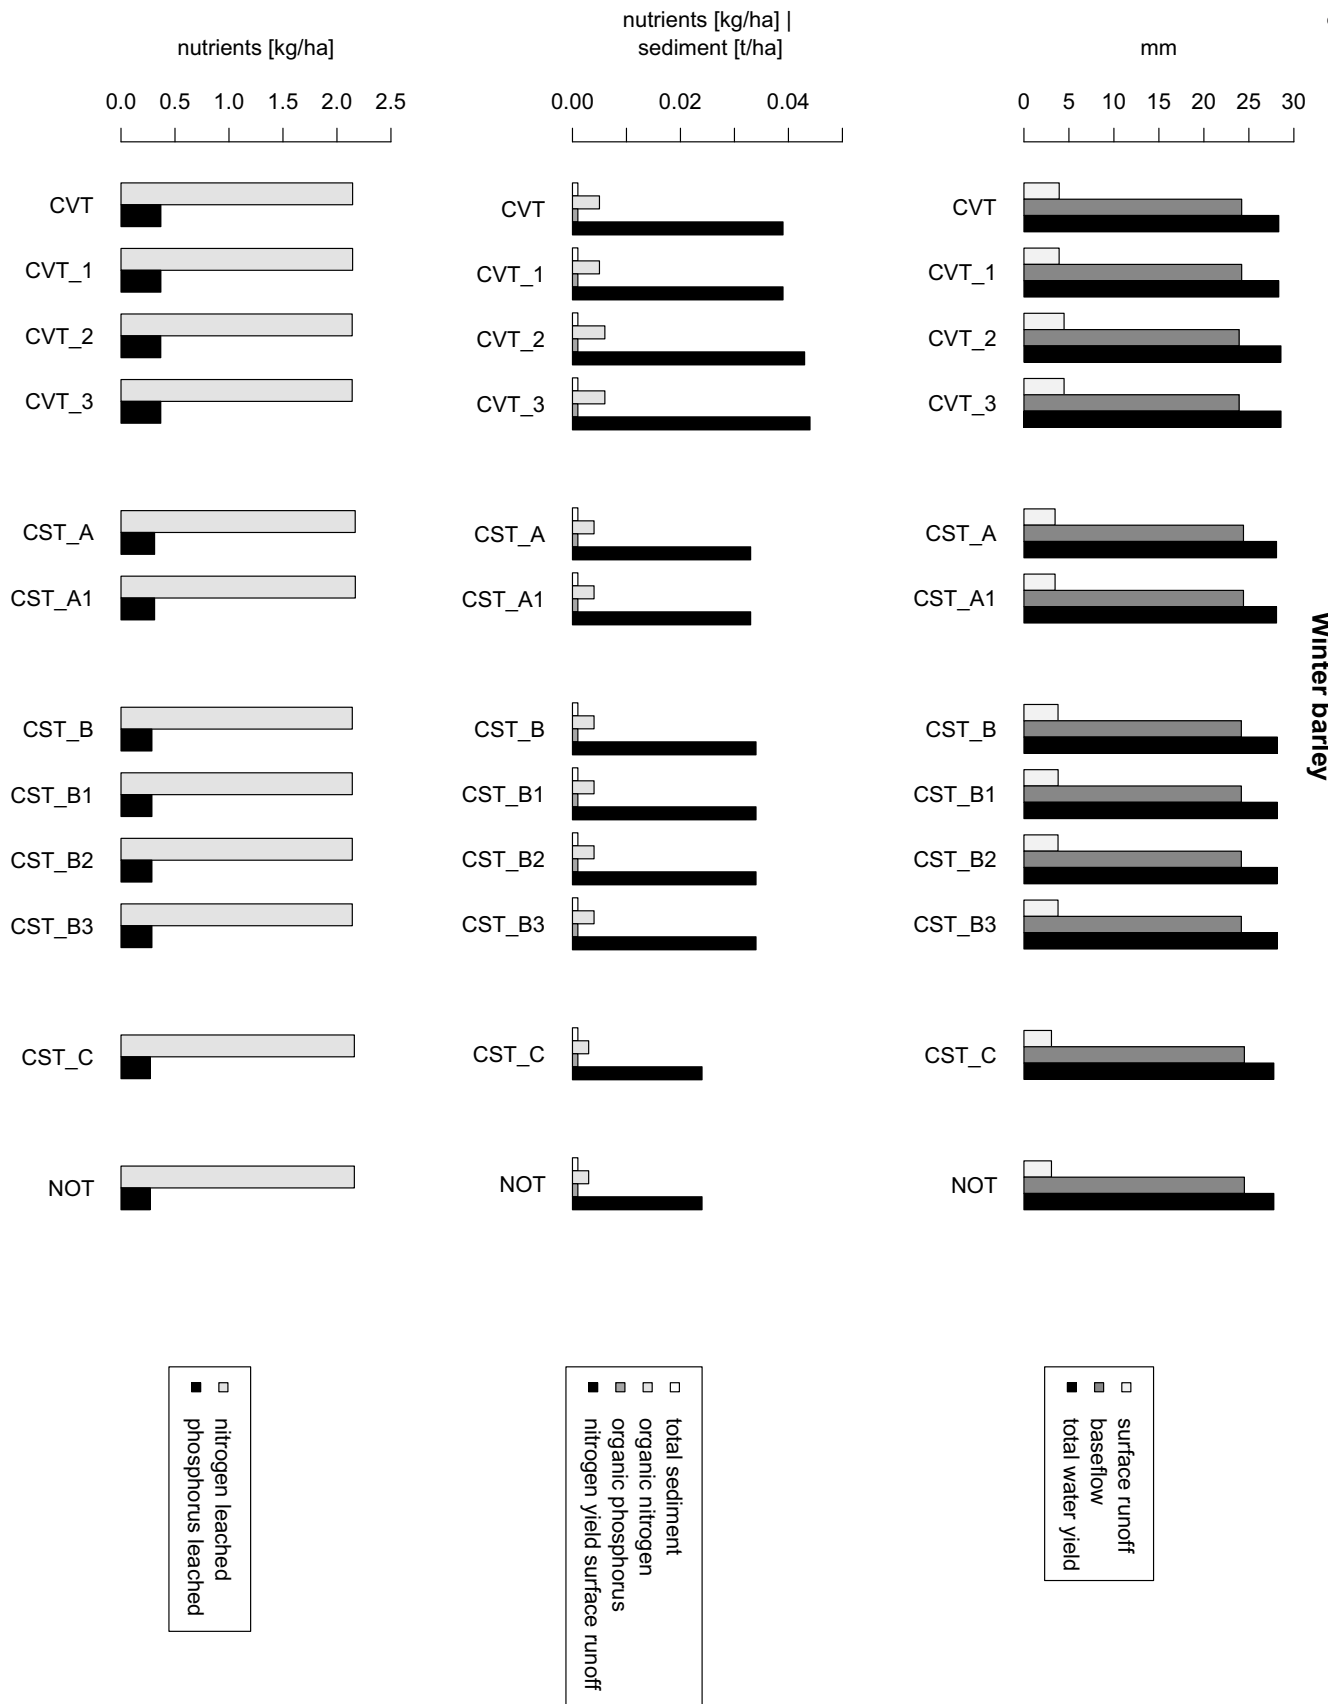 nutrients [kg/ha]
0.0 0.5 1.0 1.5 2.0 2.5
CVT
CVT_1
CVT_2
CVT_3
CST_A
CST_A1
CST_B
CST_B1
CST_B2
CST_B3
CST_C
NOT
nitrogen leached
phosphorus leached
nutrients [kg/ha] |
sediment [t/ha]
0.00 0.02 0.04
CVT
CVT_1
CVT_2
CVT_3
CST_A
CST_A1
CST_B
CST_B1
CST_B2
CST_B3
CST_C
NOT
total sediment
organic nitrogen
organic phosphorus
nitrogen yield surface runoff
mm
0 5 10 15 20 25 30
CVT
CVT_1
CVT_2
CVT_3
CST_A
CST_A1
CST_B
CST_B1
CST_B2
CST_B3
CST_C
NOT
surface runoff
baseflow
total water yield
Winter barley